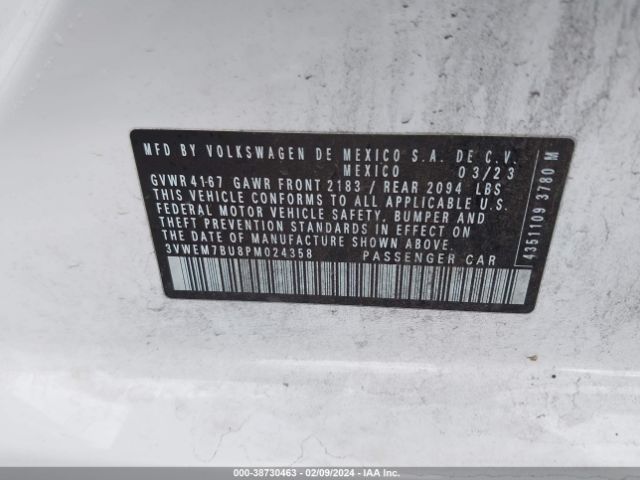 MFD BY VOLKSWAGEN DE MEXICO S.A. DE C.V.
MEXICO 03/23
GVWR 4167 GAWR FRONT 2183 / REAR 2094 LBS
THIS VEHICLE CONFORMS TO ALL APPLICABLE U.S.
FEDERAL MOTOR VEHICLE SAFETY, BUMPER AND
THEFT PREVENTION STANDARDS IN EFFECT ON
THE DATE OF MANUFACTURE SHOWN ABOVE.
3VWEM7BU8PM024358 PASSENGER CAR
4351109 3780 M
000-38730463 - 02/09/2024 - IAAI.COM